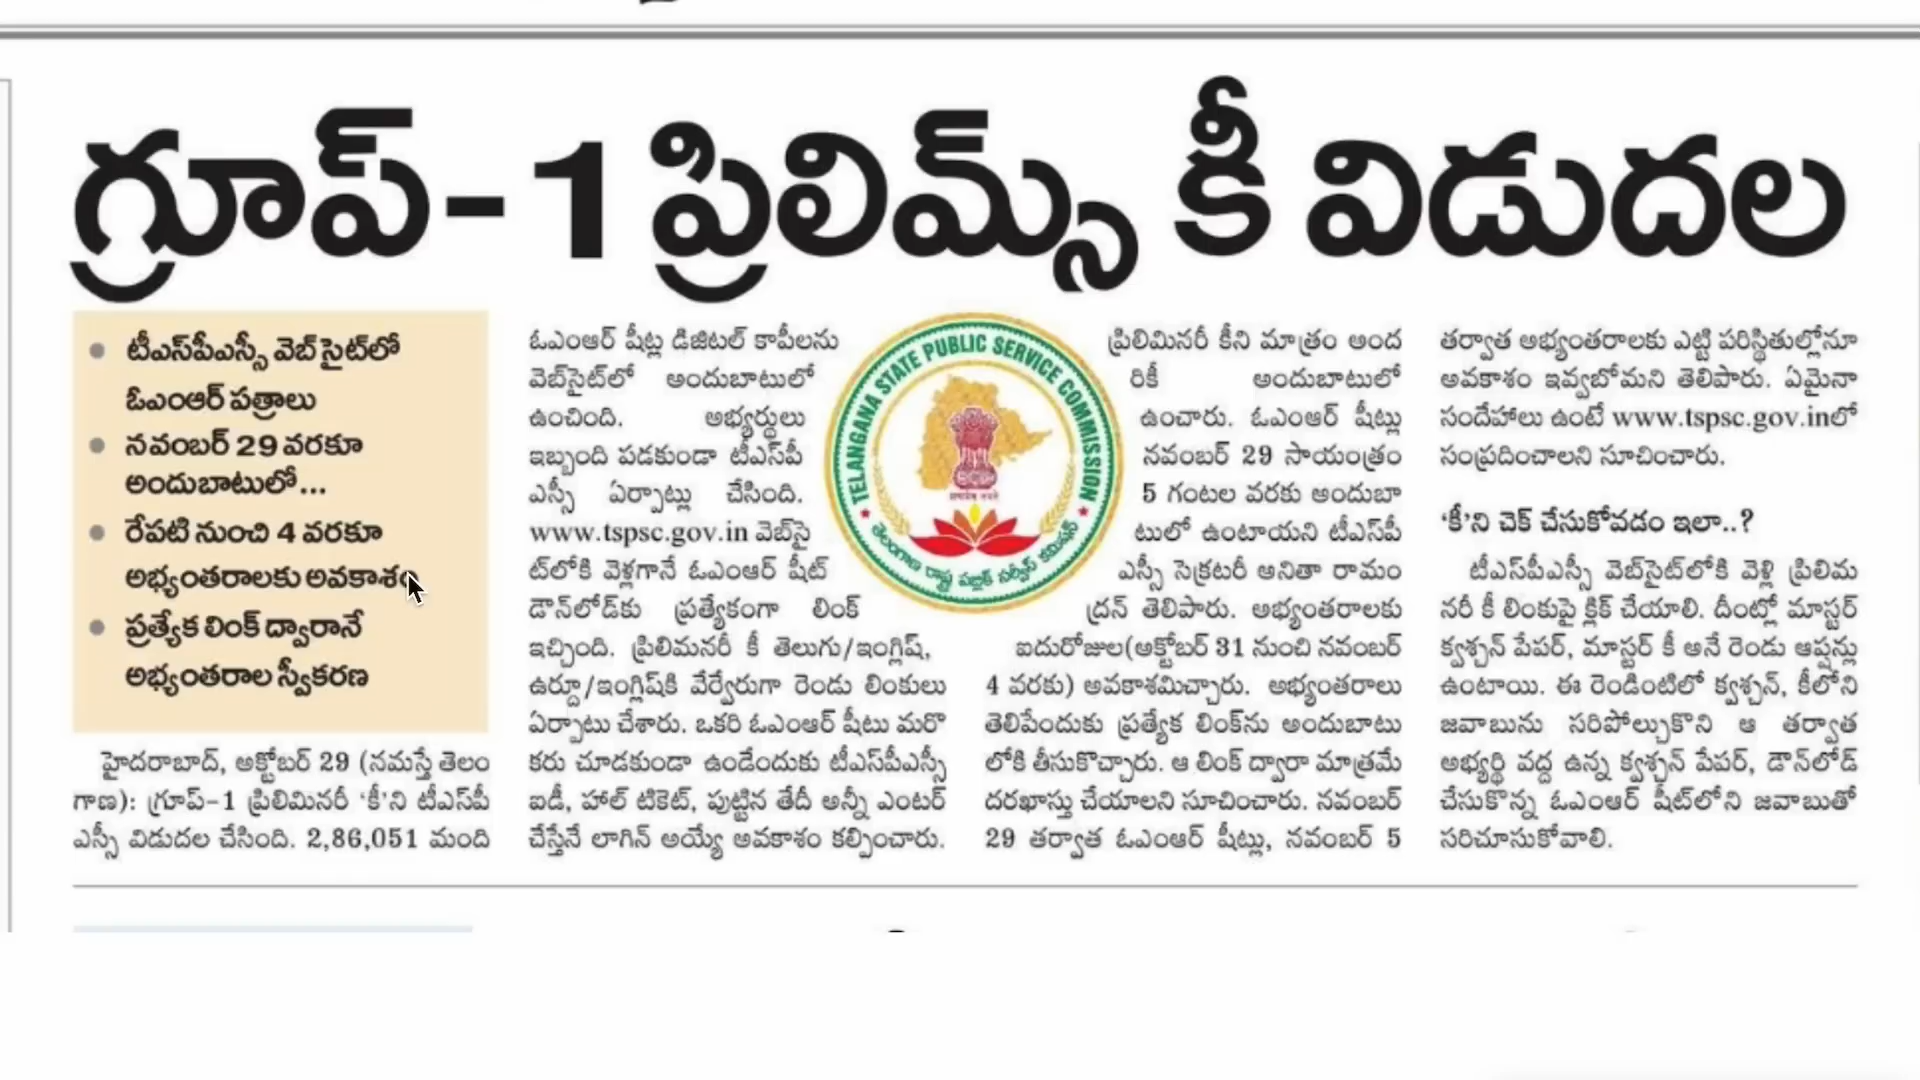 గ్రూప్-1 ప్రిలిమ్స్ కీ విడుదల
టీఎస్‌పీఎస్సీ వెబ్‌సైట్‌లో
ఓఎంఆర్ పత్రాలు
నవంబర్ 29 వరకూ
అందుబాటులో...
రేపటి నుంచి 4 వరకూ
అభ్యంతరాలకు అవకాశం
ప్రత్యేక లింక్ ద్వారానే
అభ్యంతరాల స్వీకరణ
హైదరాబాద్, అక్టోబర్ 29 (నమస్తే తెలం
గాణ): గ్రూప్-1 ప్రిలిమినరీ ‘కీ’ని టీఎస్‌పీ
ఎస్సీ విడుదల చేసింది. 2,86,051 మంది
ఓఎంఆర్ షీట్ల డిజిటల్ కాపీలను
వెబ్‌సైట్‌లో అందుబాటులో
ఉంచింది. అభ్యర్థులు
ఇబ్బంది పడకుండా టీఎస్‌పీ
ఎస్సీ ఏర్పాట్లు చేసింది.
www.tspsc.gov.in వెబ్‌సై
ట్‌లోకి వెళ్లగానే ఓఎంఆర్ షీట్
డౌన్‌లోడ్‌కు ప్రత్యేకంగా లింక్
ఇచ్చింది. ప్రిలిమనరీ కీ తెలుగు/ఇంగ్లిష్,
ఉర్దూ/ఇంగ్లిష్‌కి వేర్వేరుగా రెండు లింకులు
ఏర్పాటు చేశారు. ఒకరి ఓఎంఆర్ షీటు మరొ
కరు చూడకుండా ఉండేందుకు టీఎస్‌పీఎస్సీ
ఐడీ, హాల్ టికెట్, పుట్టిన తేదీ అన్నీ ఎంటర్
చేస్తేనే లాగిన్ అయ్యే అవకాశం కల్పించారు.
TELANGANA STATE PUBLIC SERVICE COMMISSION
తెలంగాణ రాష్ట్ర పబ్లిక్ సర్వీస్ కమిషన్
ప్రిలిమినరీ కీని మాత్రం అంద
రికీ అందుబాటులో
ఉంచారు. ఓఎంఆర్ షీట్లు
నవంబర్ 29 సాయంత్రం
5 గంటల వరకు అందుబా
టులో ఉంటాయని టీఎస్‌పీ
ఎస్సీ సెక్రటరీ అనితా రామం
ద్రన్ తెలిపారు. అభ్యంతరాలకు
ఐదురోజుల(అక్టోబర్ 31 నుంచి నవంబర్
4 వరకు) అవకాశమిచ్చారు. అభ్యంతరాలు
తెలిపేందుకు ప్రత్యేక లింక్‌ను అందుబాటు
లోకి తీసుకొచ్చారు. ఆ లింక్ ద్వారా మాత్రమే
దరఖాస్తు చేయాలని సూచించారు. నవంబర్
29 తర్వాత ఓఎంఆర్ షీట్లు, నవంబర్ 5
తర్వాత అభ్యంతరాలకు ఎట్టి పరిస్థితుల్లోనూ
అవకాశం ఇవ్వబోమని తెలిపారు. ఏమైనా
సందేహాలు ఉంటే www.tspsc.gov.inలో
సంప్రదించాలని సూచించారు.
‘కీ’ని చెక్ చేసుకోవడం ఇలా..?
టీఎస్‌పీఎస్సీ వెబ్‌సైట్‌లోకి వెళ్లి ప్రిలిమ
నరీ కీ లింకుపై క్లిక్ చేయాలి. దీంట్లో మాస్టర్
క్వశ్చన్ పేపర్, మాస్టర్ కీ అనే రెండు ఆప్షన్లు
ఉంటాయి. ఈ రెండింటిలో క్వశ్చన్, కీలోని
జవాబును సరిపోల్చుకొని ఆ తర్వాత
అభ్యర్థి వద్ద ఉన్న క్వశ్చన్ పేపర్, డౌన్‌లోడ్
చేసుకొన్న ఓఎంఆర్ షీట్‌లోని జవాబుతో
సరిచూసుకోవాలి.